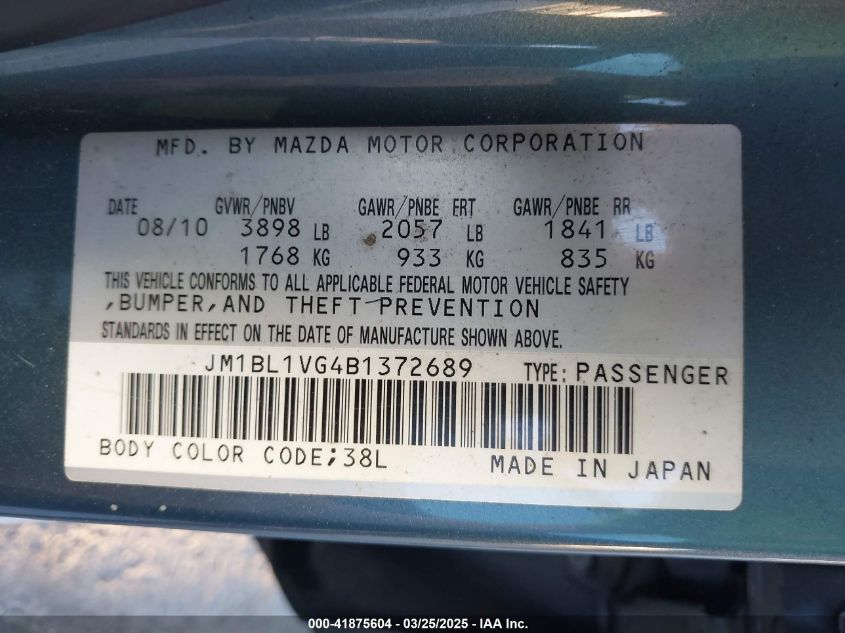 MFD. BY MAZDA MOTOR CORPORATION
DATE GVWR/PNBV GAWR/PNBE FRT GAWR/PNBE RR
08/10 3898 LB 2057 LB 1841 LB
1768 KG 933 KG 835 KG
THIS VEHICLE CONFORMS TO ALL APPLICABLE FEDERAL MOTOR VEHICLE SAFETY
,BUMPER,AND THEFT PREVENTION
STANDARDS IN EFFECT ON THE DATE OF MANUFACTURE SHOWN ABOVE.
JM1BL1VG4B1372689 TYPE: PASSENGER
BODY COLOR CODE;38L MADE IN JAPAN
000-41875604 / 03/25/2025 - IAA Inc.